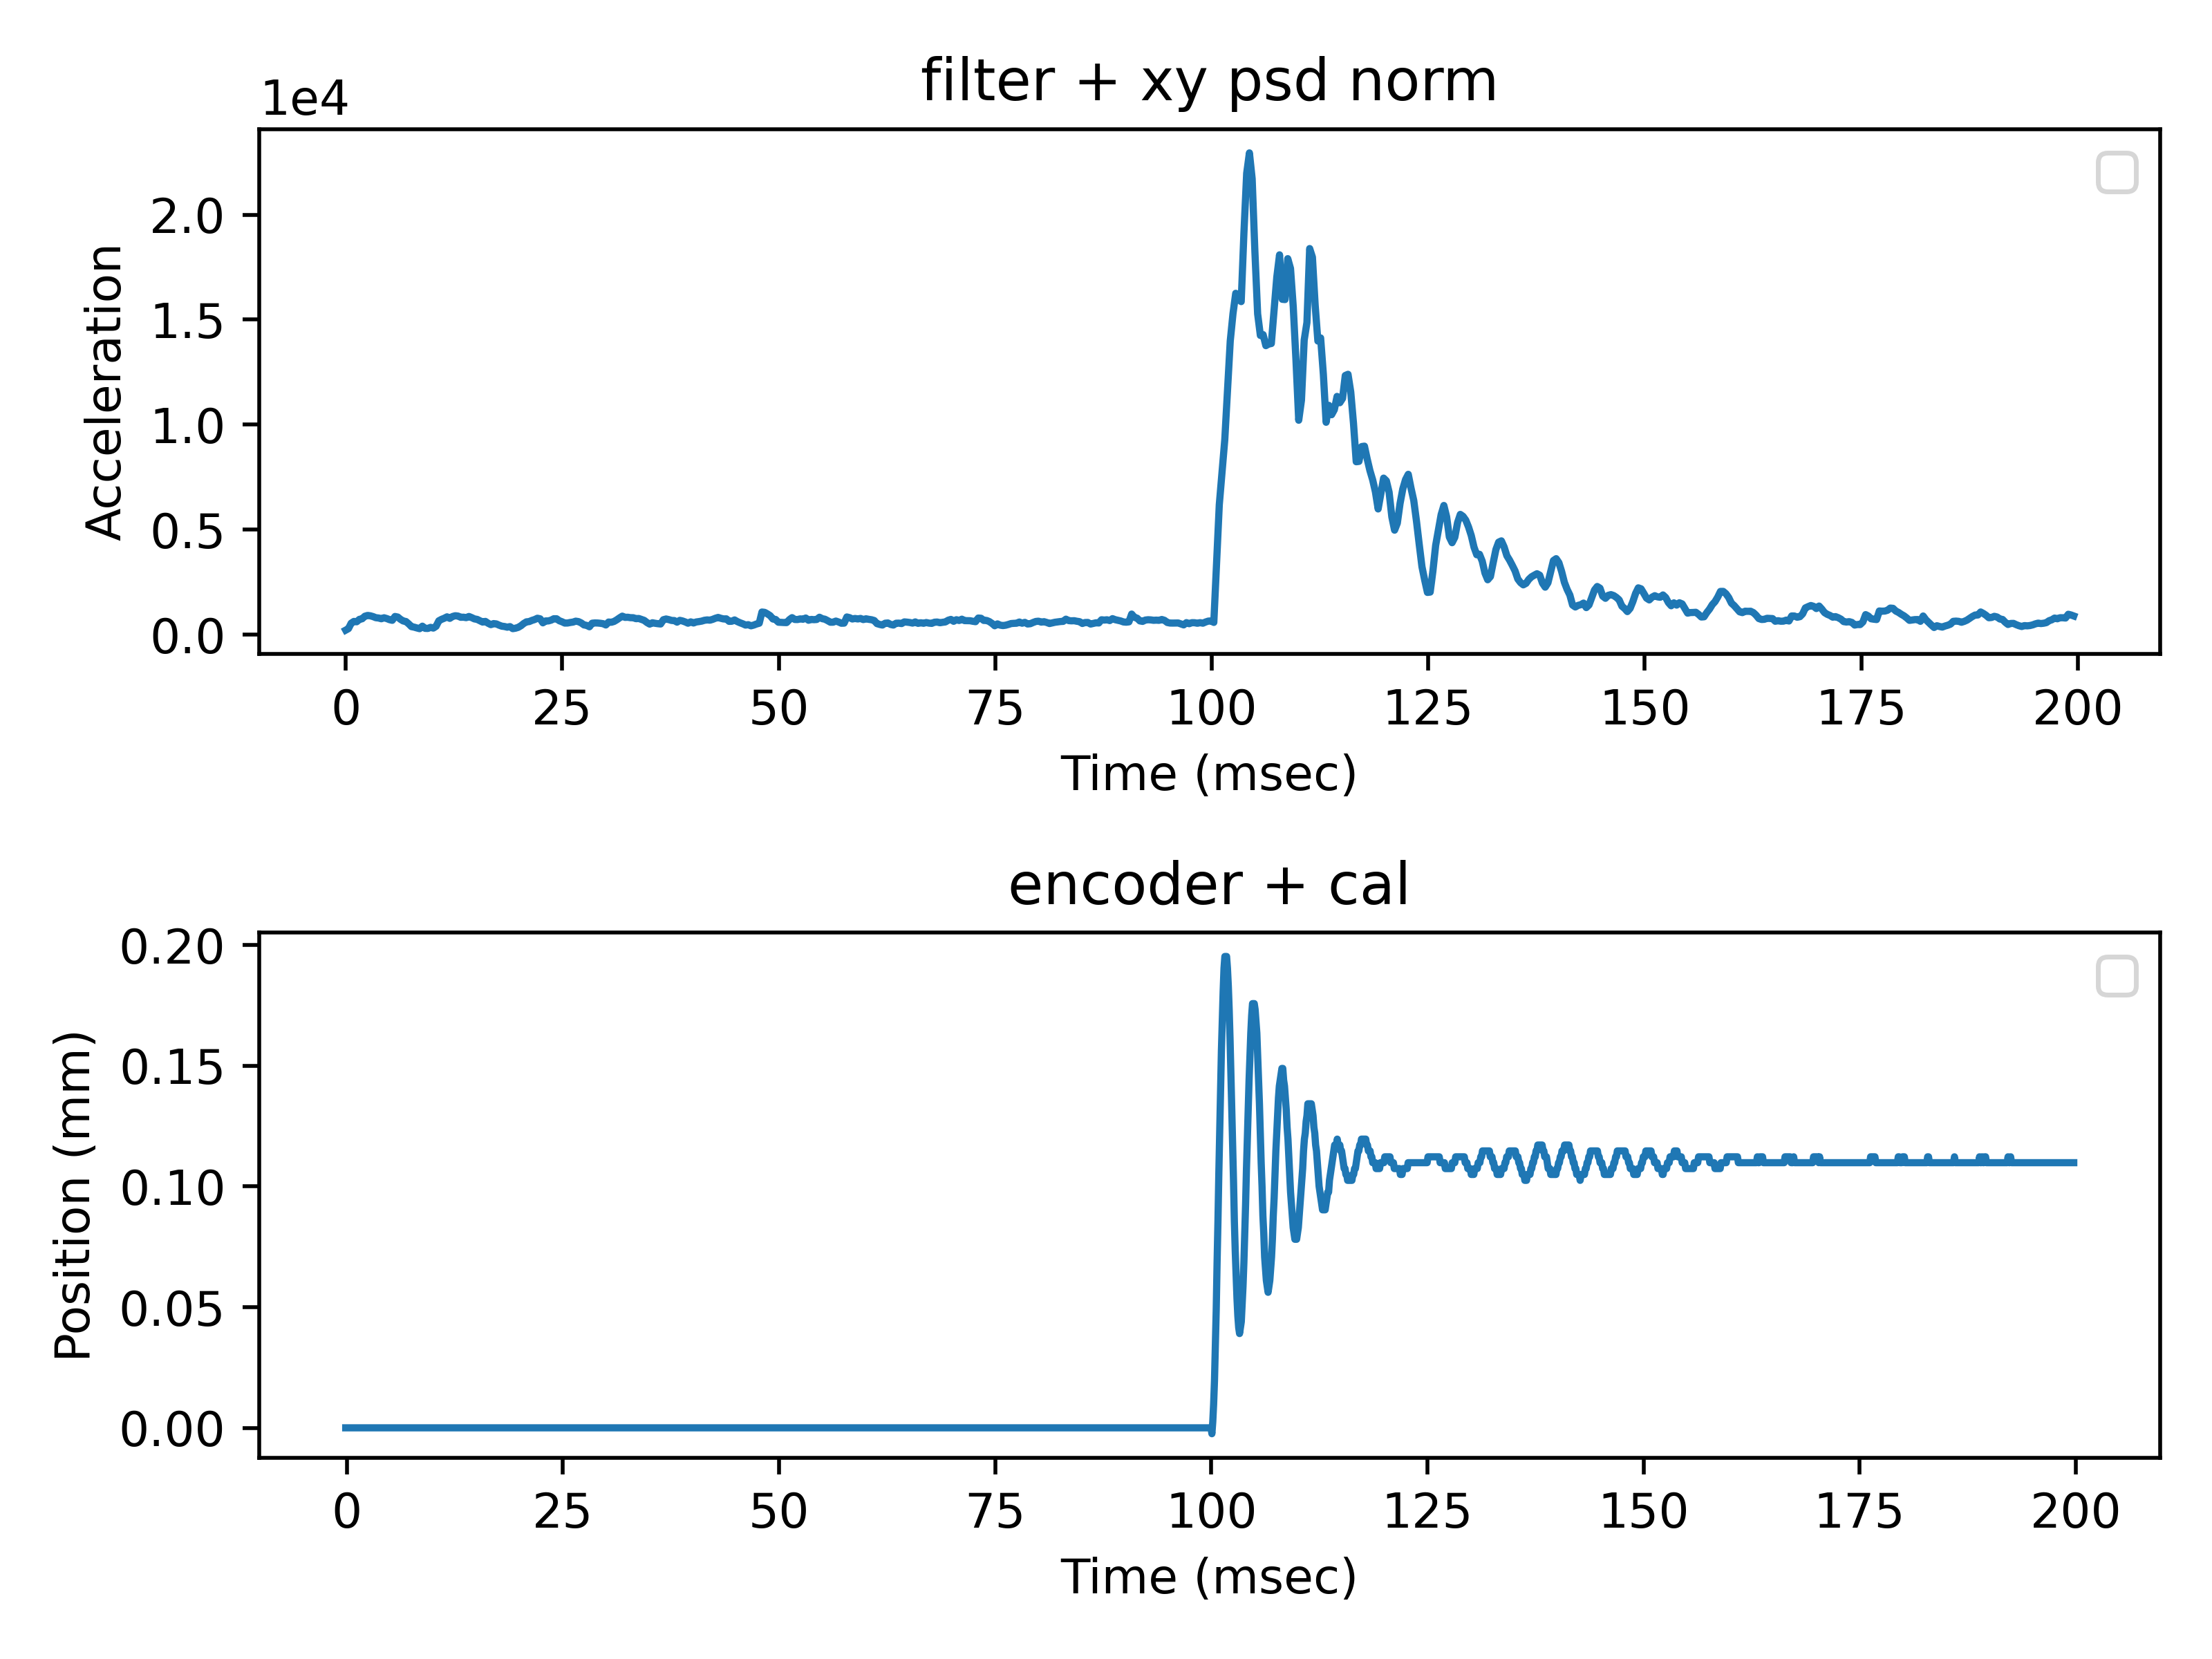 filter + xy psd norm
1e4
Acceleration
2.0
1.5
1.0
0.5
0.0
0 25 50 75 100 125 150 175 200
Time (msec)
encoder + cal
Position (mm)
0.20
0.15
0.10
0.05
0.00
0 25 50 75 100 125 150 175 200
Time (msec)